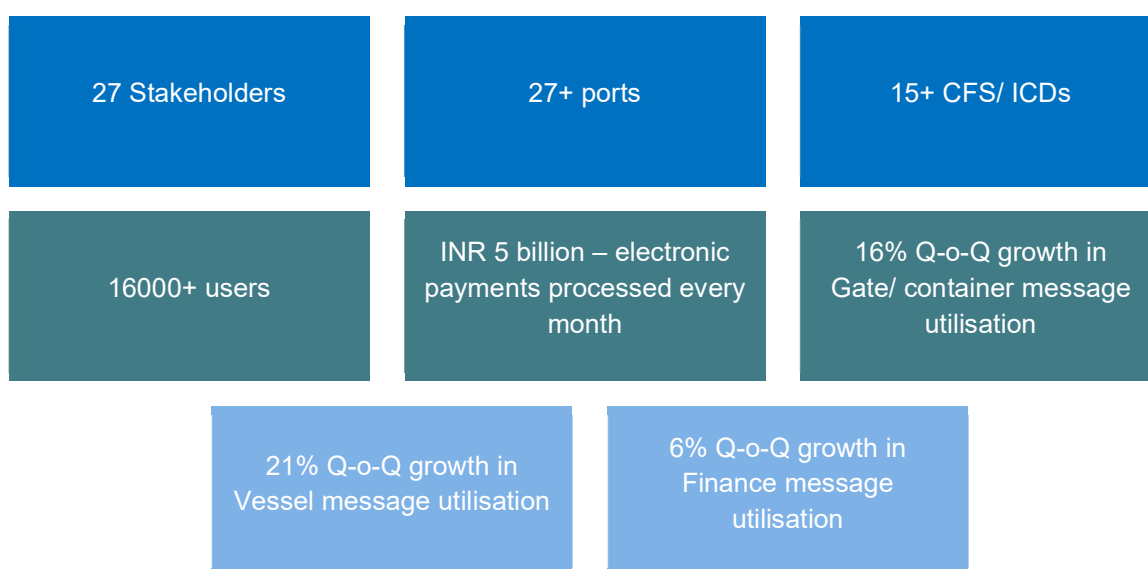 27 Stakeholders
27+ ports
15+ CFS/ ICDs
16000+ users
INR 5 billion – electronic
payments processed every
month
16% Q-o-Q growth in
Gate/ container message
utilisation
21% Q-o-Q growth in
Vessel message utilisation
6% Q-o-Q growth in
Finance message
utilisation